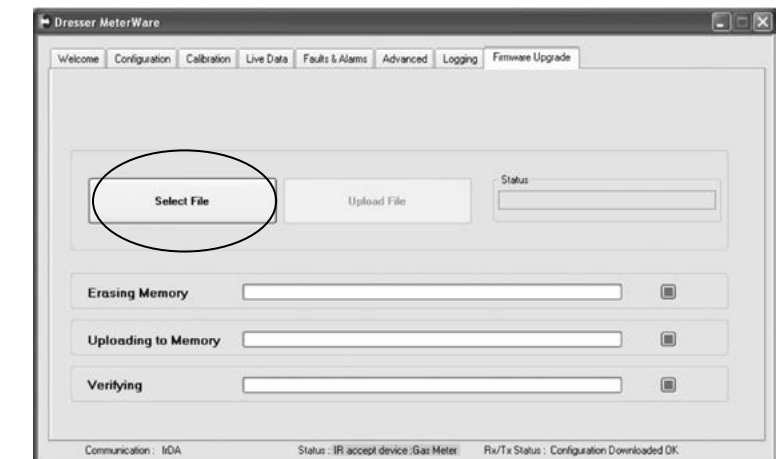 Dresser MeterWare
Welcome Configuration Calibration Live Data Faults & Alarms Advanced Logging Firmware Upgrade
Select File Upload File Status
Erasing Memory
Uploading to Memory
Verifying
Communication : IrDA Status : IR accept device :Gas Meter Rx/Tx Status : Configuration Downloaded OK